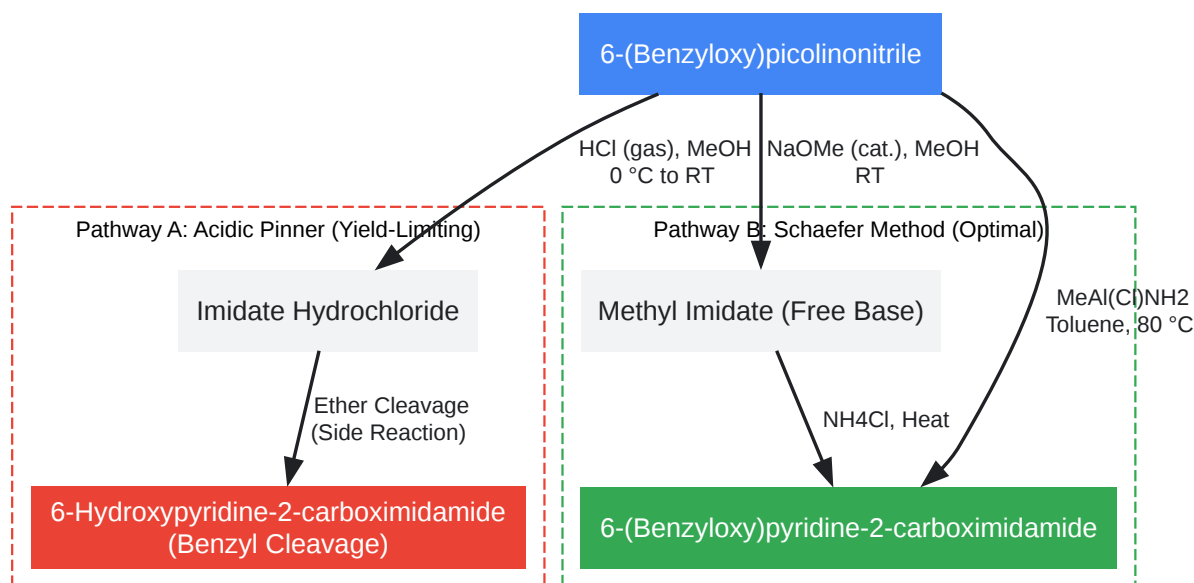 6-(Benzyloxy)picolinonitrile
HCl (gas), MeOH
0 °C to RT
NaOMe (cat.), MeOH
RT
Pathway A: Acidic Pinner (Yield-Limiting)
Pathway B: Schaefer Method (Optimal)
Imidate Hydrochloride
Methyl Imidate (Free Base)
MeAl(Cl)NH2
Toluene, 80 °C
Ether Cleavage
(Side Reaction)
NH4Cl, Heat
6-Hydroxypyridine-2-carboximidamide
(Benzyl Cleavage)
6-(Benzyloxy)pyridine-2-carboximidamide